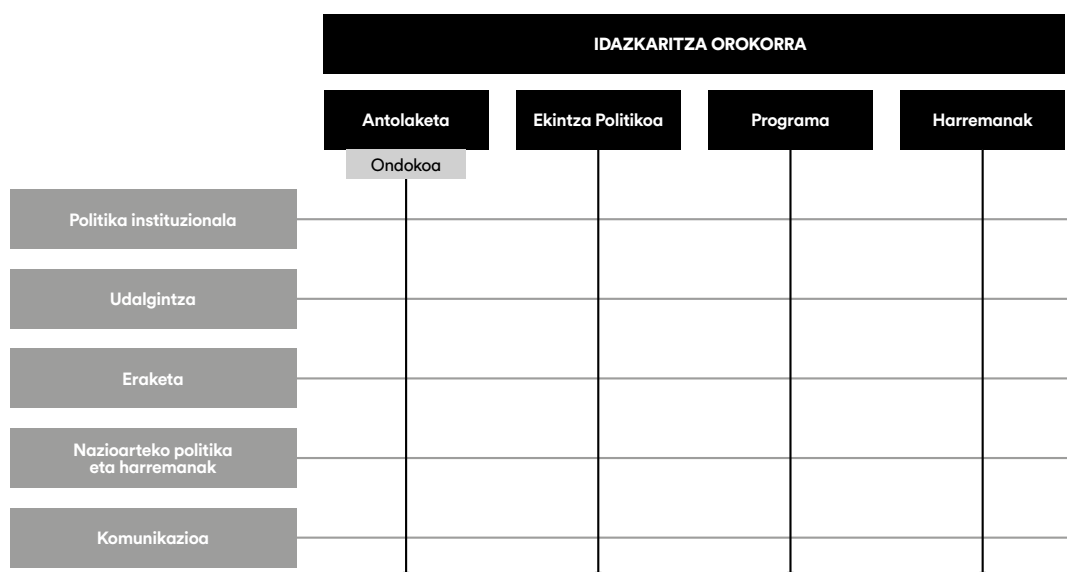 IDAZKARITZA OROKORRA
Antolaketa
Ekintza Politikoa
Programa
Harremanak
Ondokoa
Politika instituzionala
Udalgintza
Eraketa
Nazioarteko politika
eta harremanak
Komunikazioa